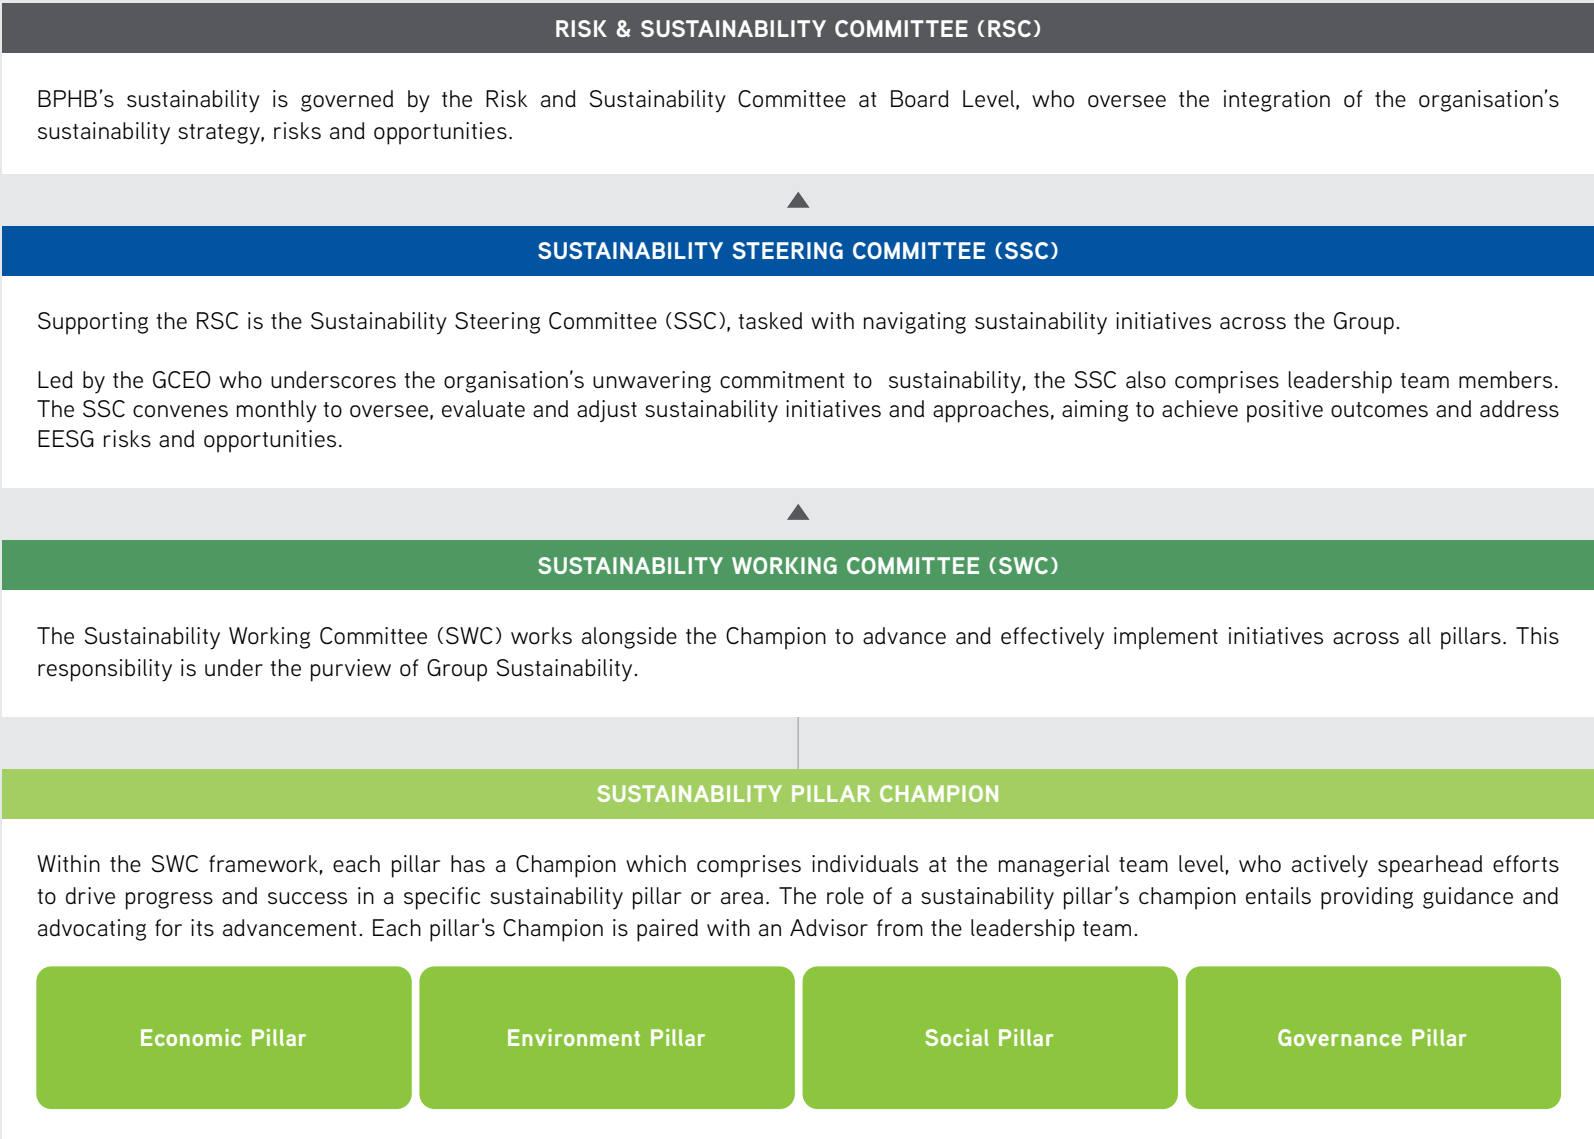 RISK & SUSTAINABILITY COMMITTEE (RSC)
BPHB’s sustainability is governed by the Risk and Sustainability Committee at Board Level, who oversee the integration of the organisation’s
sustainability strategy, risks and opportunities.
SUSTAINABILITY STEERING COMMITTEE (SSC)
Supporting the RSC is the Sustainability Steering Committee (SSC), tasked with navigating sustainability initiatives across the Group.
Led by the GCEO who underscores the organisation’s unwavering commitment to sustainability, the SSC also comprises leadership team members.
The SSC convenes monthly to oversee, evaluate and adjust sustainability initiatives and approaches, aiming to achieve positive outcomes and address
EESG risks and opportunities.
SUSTAINABILITY WORKING COMMITTEE (SWC)
The Sustainability Working Committee (SWC) works alongside the Champion to advance and effectively implement initiatives across all pillars. This
responsibility is under the purview of Group Sustainability.
SUSTAINABILITY PILLAR CHAMPION
Within the SWC framework, each pillar has a Champion which comprises individuals at the managerial team level, who actively spearhead efforts
to drive progress and success in a specific sustainability pillar or area. The role of a sustainability pillar’s champion entails providing guidance and
advocating for its advancement. Each pillar's Champion is paired with an Advisor from the leadership team.
Economic Pillar
Environment Pillar
Social Pillar
Governance Pillar